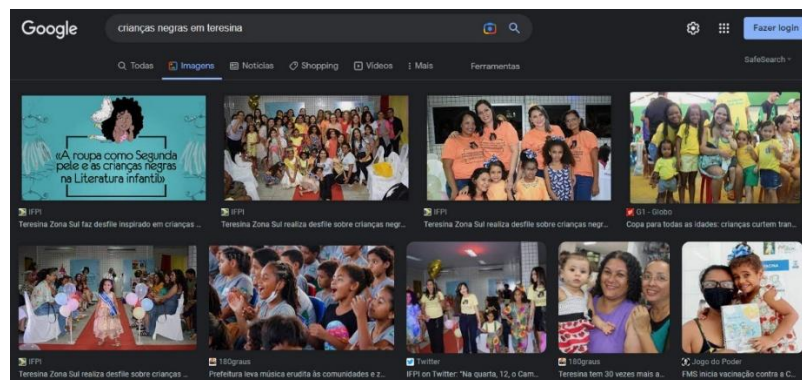 Google
crianças negras em teresina
Fazer login
Todas
Imagens
Notícias
Shopping
Vídeos
Mais
Ferramentas
SafeSearch
«A roupa como Segunda
pele e as crianças negras
na Literatura infantil»
IFPI
Teresina Zona Sul faz desfile inspirado em crianças ...
IFPI
Teresina Zona Sul realiza desfile sobre crianças negr...
IFPI
Teresina Zona Sul realiza desfile sobre crianças negr...
G1 - Globo
Copa para todas as idades: crianças curtem tran...
IFPI
Teresina Zona Sul realiza desfile sobre crianças ...
180graus
Prefeitura leva música erudita às comunidades e z...
Twitter
IFPI on Twitter: "Na quarta, 12, o Cam...
180graus
Teresina tem 30 vezes mais a...
Jogo do Poder
FMS inicia vacinação contra a C...